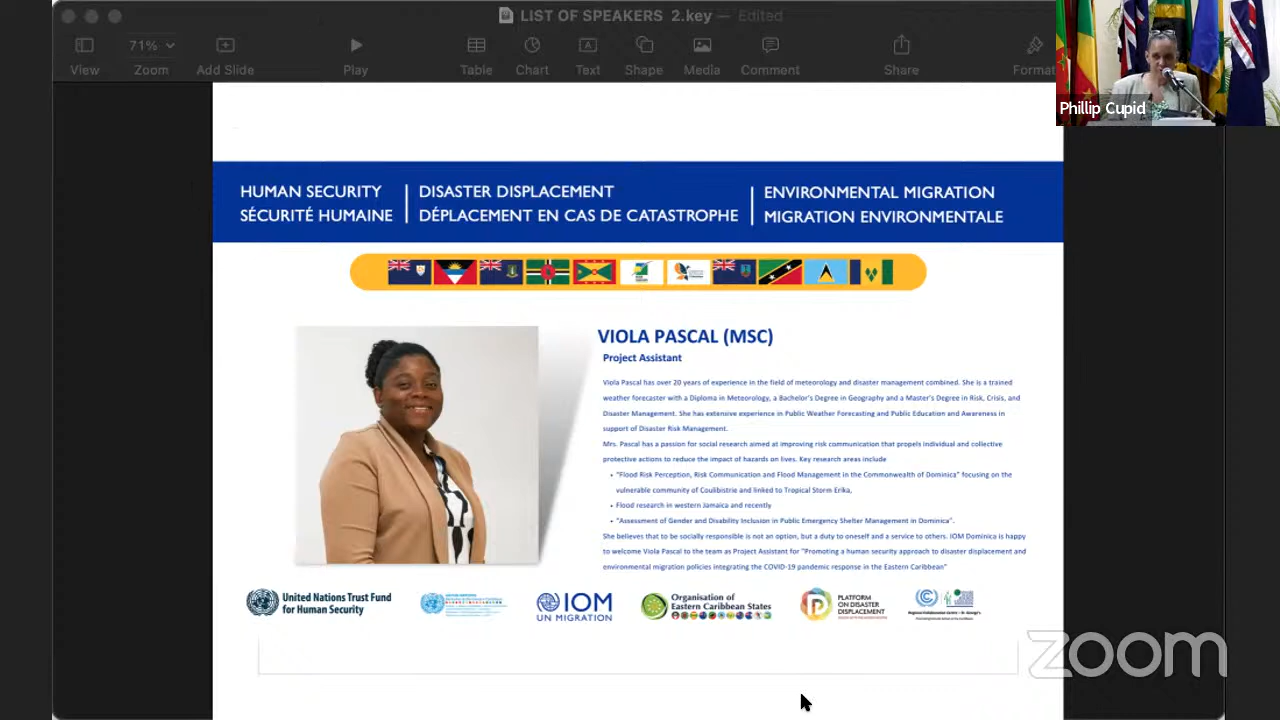 LIST OF SPEAKERS 2.key — Edited
71%
View
Zoom
Add Slide
Play
Table
Chart
Text
Shape
Media
Comment
Share
Format
Phillip Cupid
HUMAN SECURITY
SÉCURITÉ HUMAINE
DISASTER DISPLACEMENT
DÉPLACEMENT EN CAS DE CATASTROPHE
ENVIRONMENTAL MIGRATION
MIGRATION ENVIRONMENTALE
VIOLA PASCAL (MSC)
Project Assistant
Viola Pascal has over 20 years of experience in the field of meteorology and disaster management combined. She is a trained
weather forecaster with a Diploma in Meteorology, a Bachelor's Degree in Geography and a Master's Degree in Risk, Crisis, and
Disaster Management. She has extensive experience in Public Weather Forecasting and Public Education and Awareness in
support of Disaster Risk Management.
Mrs. Pascal has a passion for social research aimed at improving risk communication that propels individual and collective
protective actions to reduce the impact of hazards on lives. Key research areas include
• "Flood Risk Perception, Risk Communication and Flood Management in the Commonwealth of Dominica" focusing on the
vulnerable community of Coulibistrie and linked to Tropical Storm Erika,
• Flood research in western Jamaica and recently
• "Assessment of Gender and Disability Inclusion in Public Emergency Shelter Management in Dominica".
She believes that to be socially responsible is not an option, but a duty to oneself and a service to others. IOM Dominica is happy
to welcome Viola Pascal to the team as Project Assistant for "Promoting a human security approach to disaster displacement and
environmental migration policies integrating the COVID-19 pandemic response in the Eastern Caribbean"
United Nations Trust Fund
for Human Security
IOM
UN MIGRATION
Organisation of
Eastern Caribbean States
PLATFORM
ON DISASTER
DISPLACEMENT
Regional Collaboration Centre – St. George's
zoom